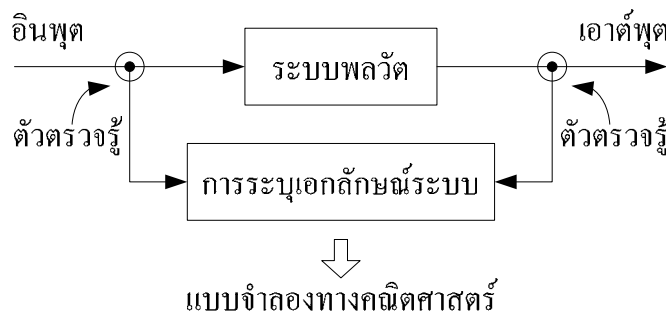 อินพุต
เอาต์พุต
ระบบพลวัต
ตัวตรวจรู้
ตัวตรวจรู้
การระบุเอกลักษณ์ระบบ
แบบจำลองทางคณิตศาสตร์